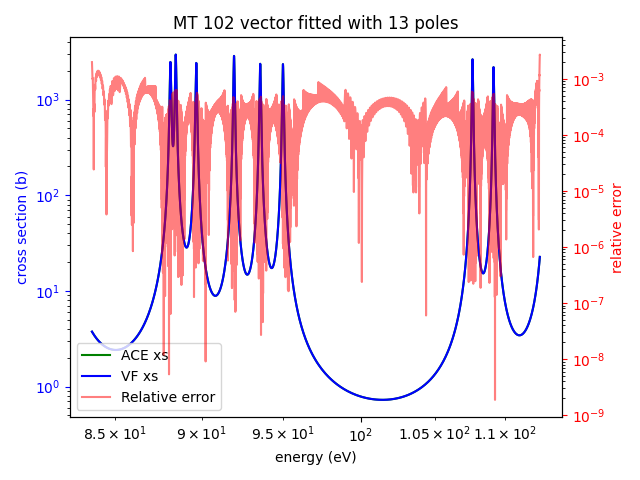 MT 102 vector fitted with 13 poles
cross section (b)
10³
10²
10¹
10⁰
10⁻³
10⁻⁴
10⁻⁵
10⁻⁶
10⁻⁷
10⁻⁸
10⁻⁹
relative error
ACE xs
VF xs
Relative error
8.5 × 10¹ 9 × 10¹ 9.5 × 10¹ 10² 1.05 × 10² 1.1 × 10²
energy (eV)